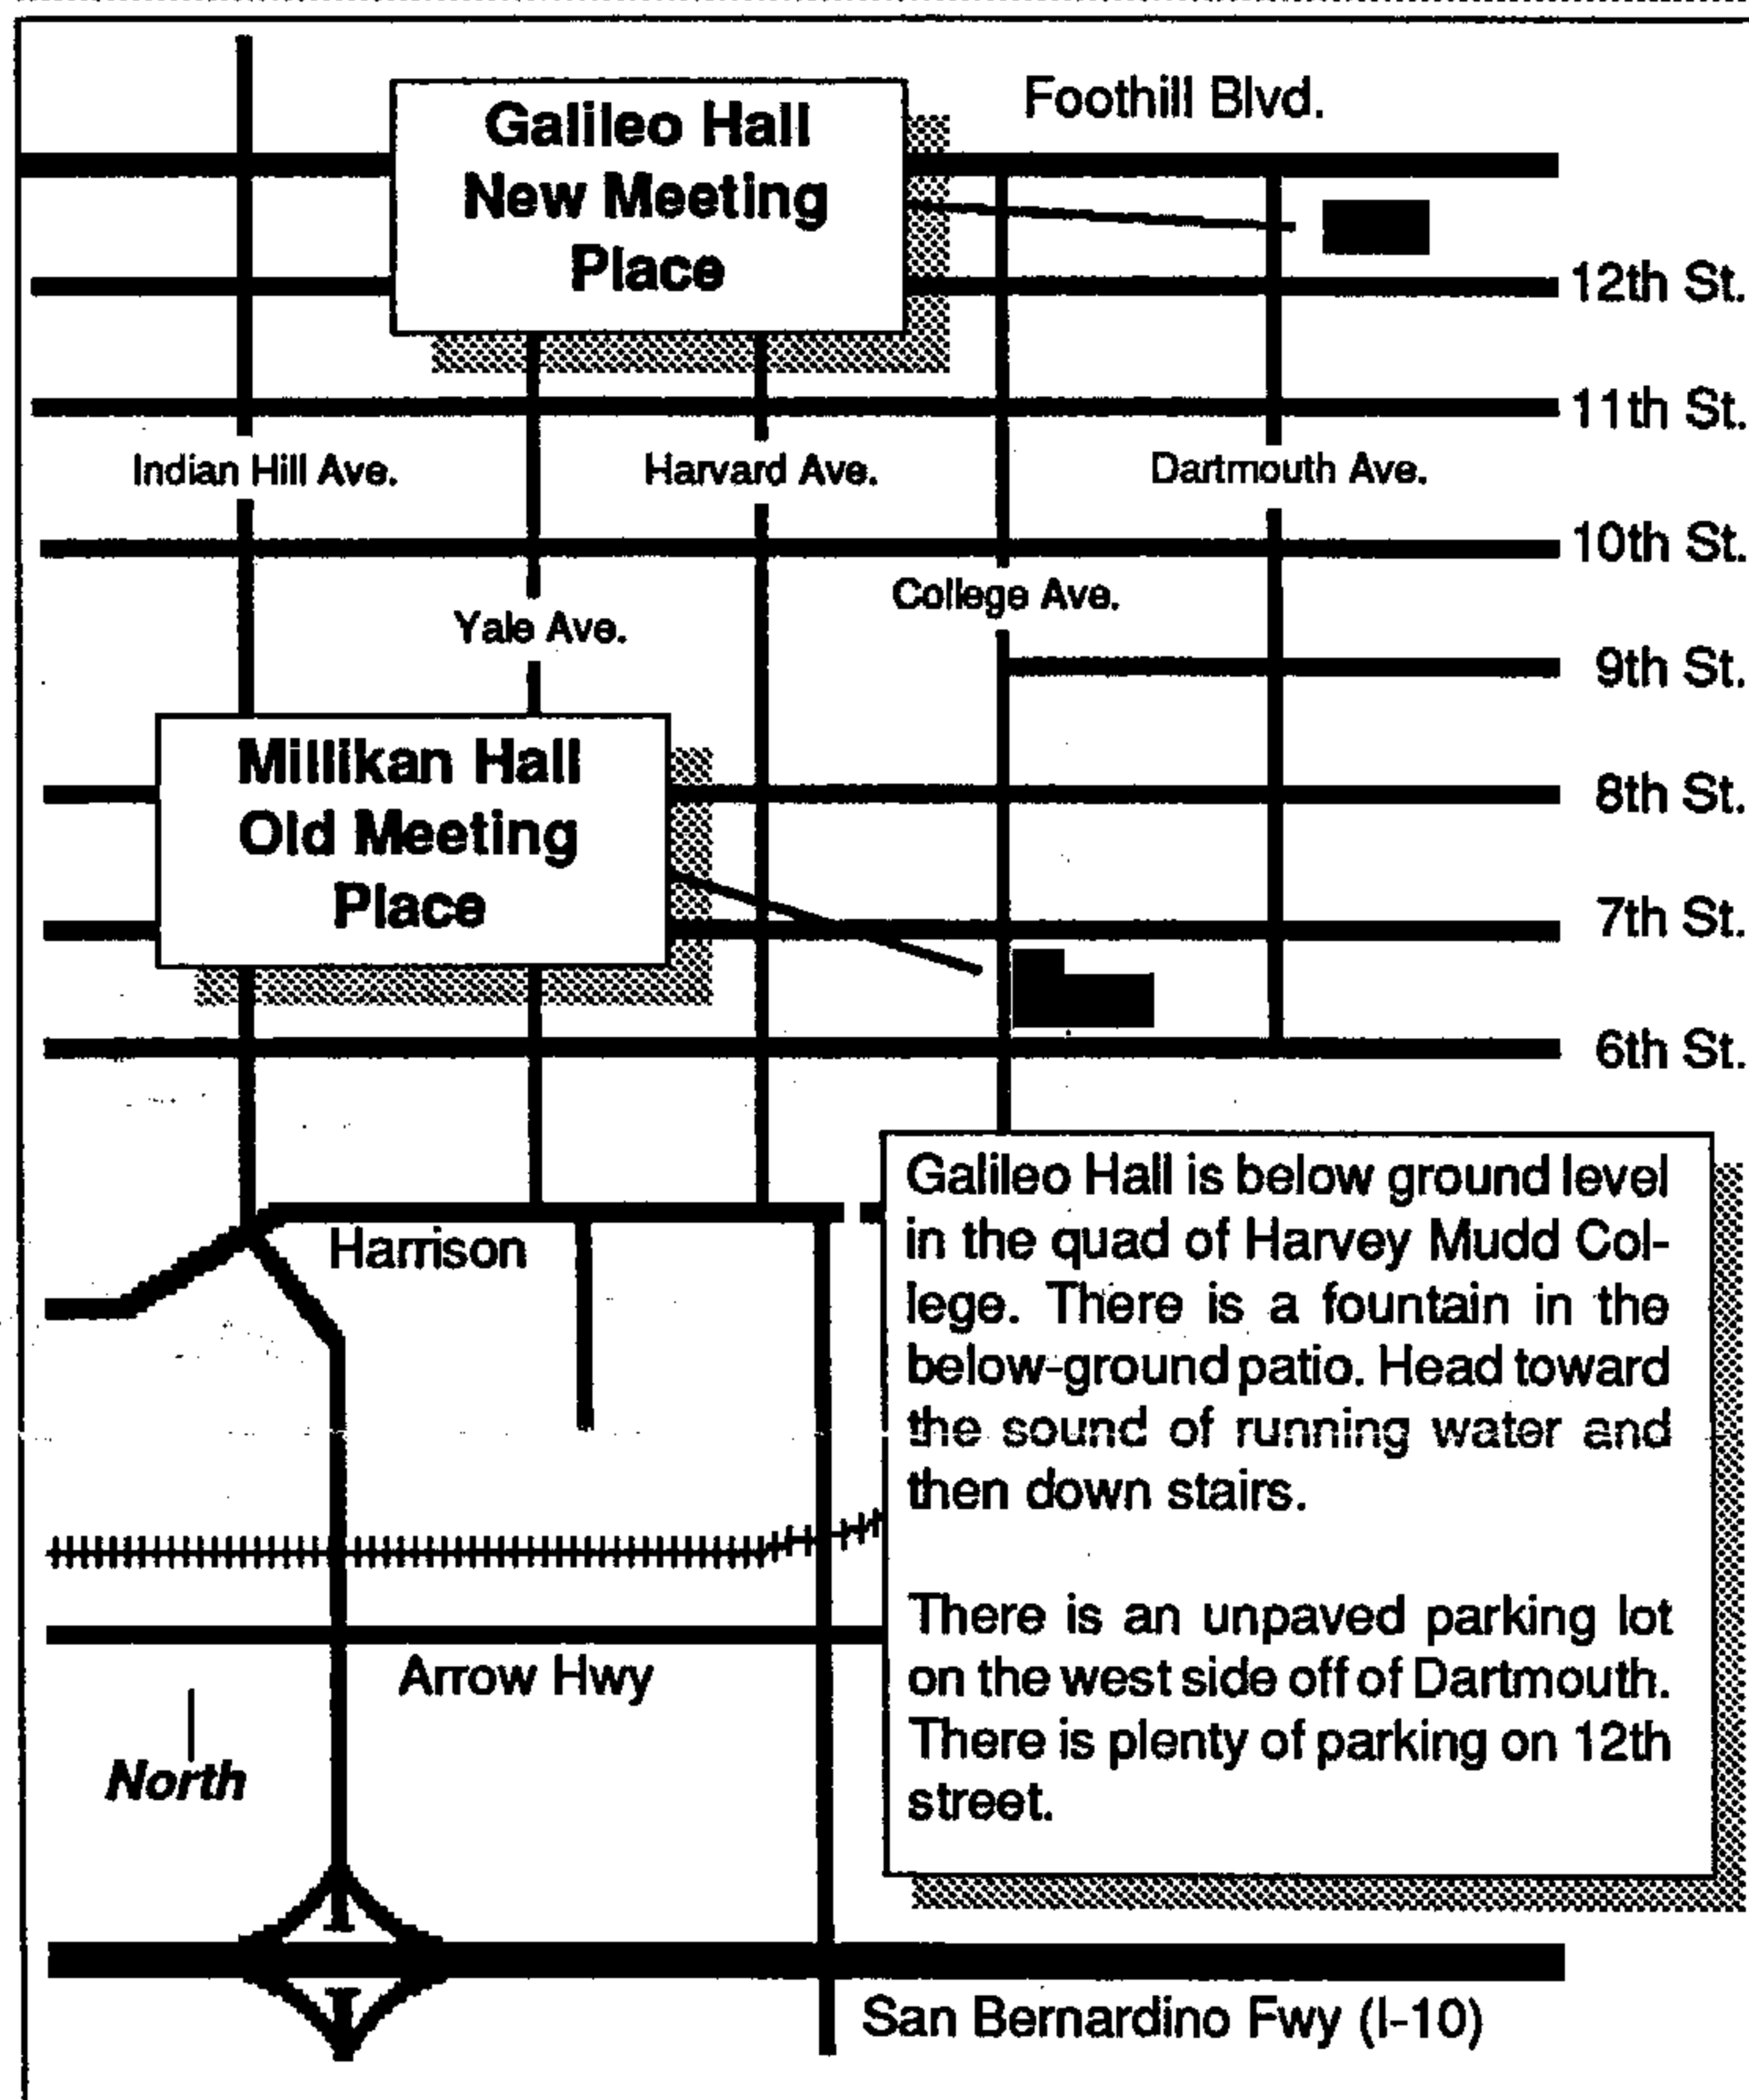 Foothill Blvd.
Galileo Hall
New Meeting
Place
12th St.
11th St.
Indian Hill Ave.
Harvard Ave.
Dartmouth Ave.
10th St.
College Ave.
Yale Ave.
9th St.
Millikan Hall
Old Meeting
Place
8th St.
7th St.
6th St.
Harrison
Galileo Hall is below ground level
in the quad of Harvey Mudd Col-
lege. There is a fountain in the
below-ground patio. Head toward
the sound of running water and
then down stairs.
There is an unpaved parking lot
on the west side off of Dartmouth.
There is plenty of parking on 12th
street.
Arrow Hwy
North
San Bernardino Fwy (I-10)